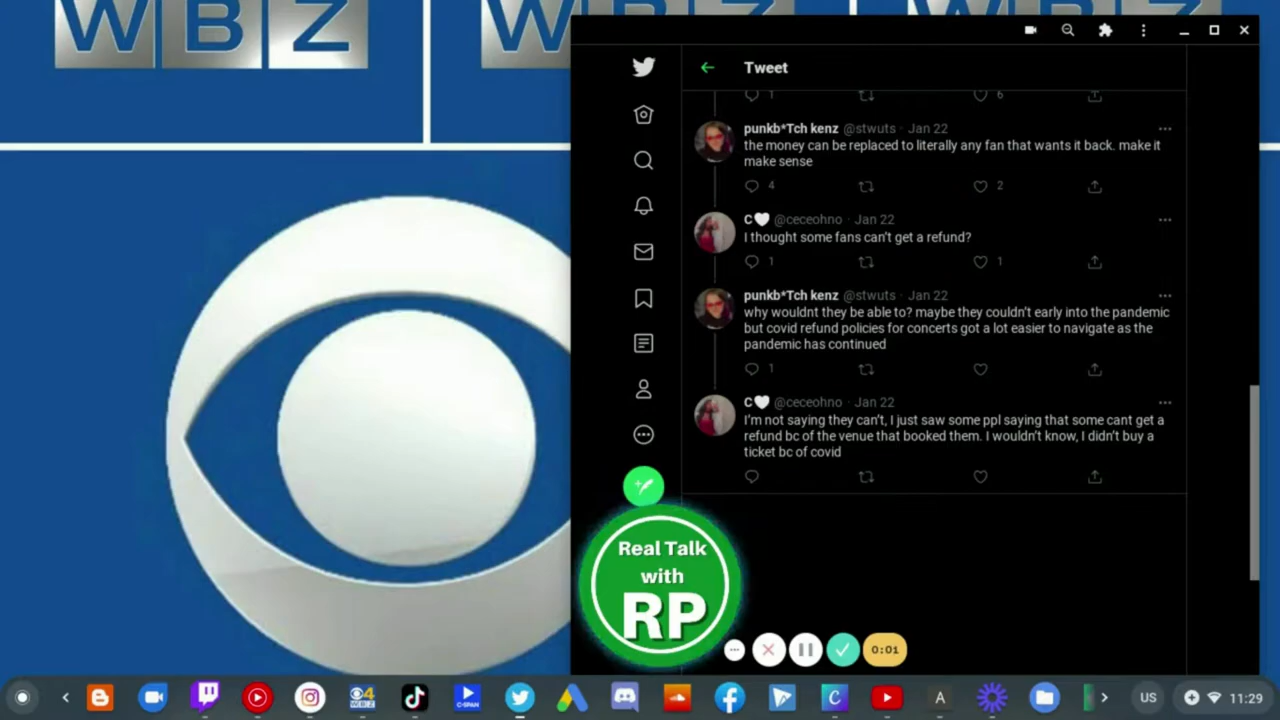 WBZ
W
Tweet
1 6
punkb*Tch kenz @stwuts · Jan 22
the money can be replaced to literally any fan that wants it back. make it
make sense
4 2
C🤍 @ceceohno · Jan 22
I thought some fans can't get a refund?
1 1
punkb*Tch kenz @stwuts · Jan 22
why wouldnt they be able to? maybe they couldn't early into the pandemic
but covid refund policies for concerts got a lot easier to navigate as the
pandemic has continued
1
C🤍 @ceceohno · Jan 22
I'm not saying they can't, I just saw some ppl saying that some cant get a
refund bc of the venue that booked them. I wouldn't know, I didn't buy a
ticket bc of covid
Real Talk
with
RP
0:01
4
WBZ
C-SPAN
C
A
US
11:29